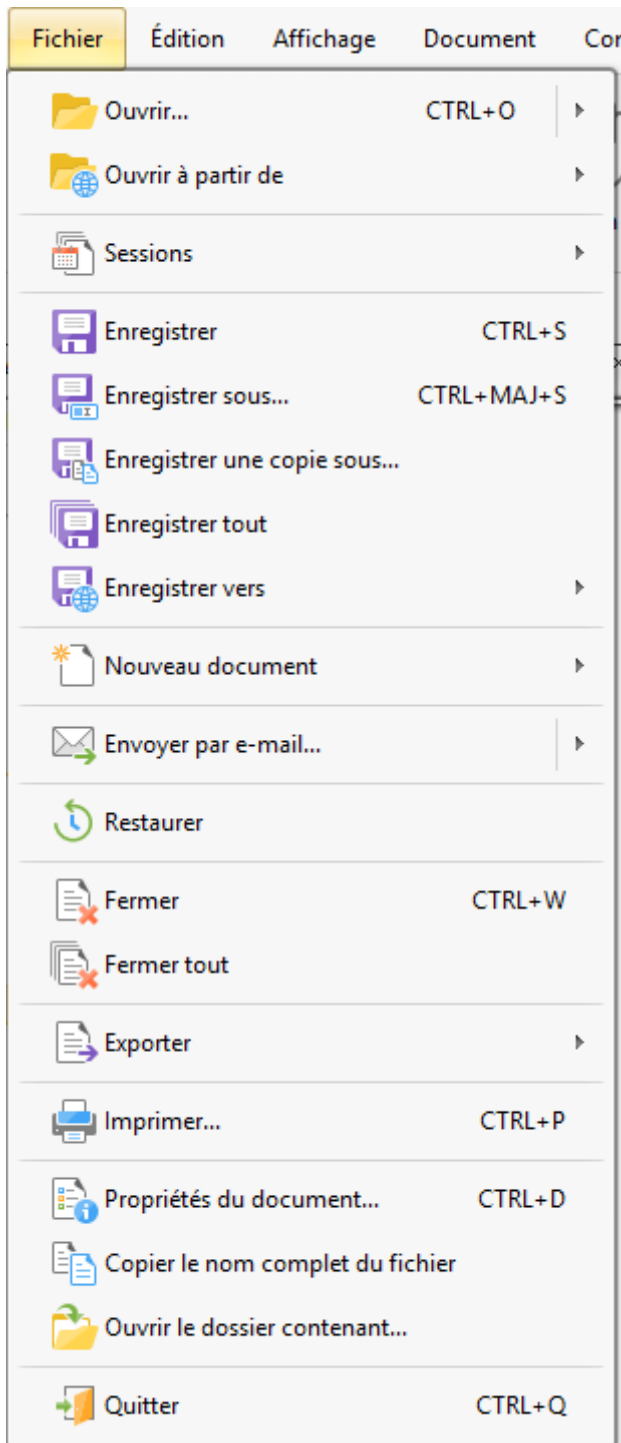 Fichier Édition Affichage Document
Ouvrir... CTRL+O
Ouvrir à partir de
Sessions
Enregistrer CTRL+S
Enregistrer sous... CTRL+MAJ+S
Enregistrer une copie sous...
Enregistrer tout
Enregistrer vers
Nouveau document
Envoyer par e-mail...
Restaurer
Fermer CTRL+W
Fermer tout
Exporter
Imprimer... CTRL+P
Propriétés du document... CTRL+D
Copier le nom complet du fichier
Ouvrir le dossier contenant...
Quitter CTRL+Q